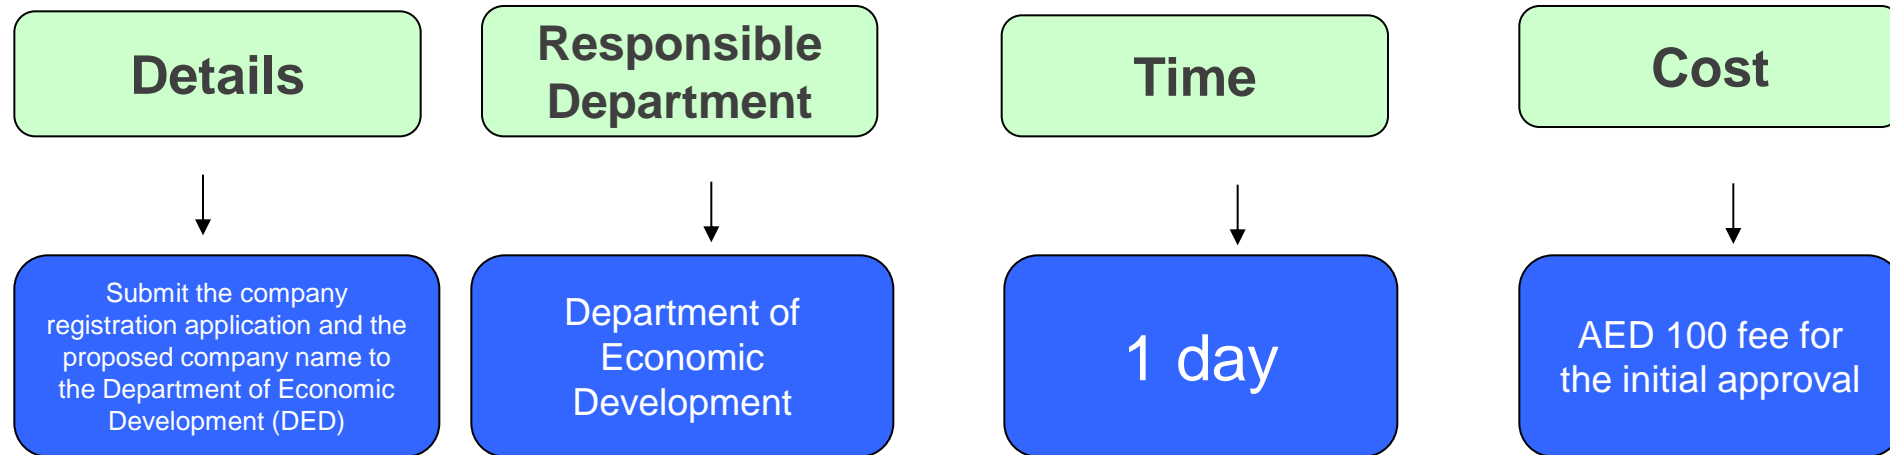 Details
Responsible
Department
Time
Cost
Submit the company
registration application and the
proposed company name to
the Department of Economic
Development (DED)
Department of
Economic
Development
1 day
AED 100 fee for
the initial approval